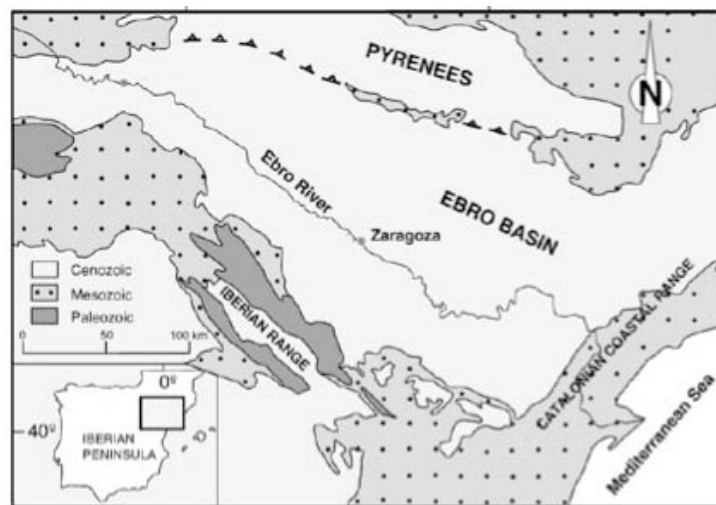 PYRENEES
N
Ebro River
EBRO BASIN
Zaragoza
Cenozoic
Mesozoic
Paleozoic
0 50 100 km
IBERIAN RANGE
CATALONIAN COASTAL RANGE
Mediterranean Sea
0º
40º
IBERIAN
PENINSULA